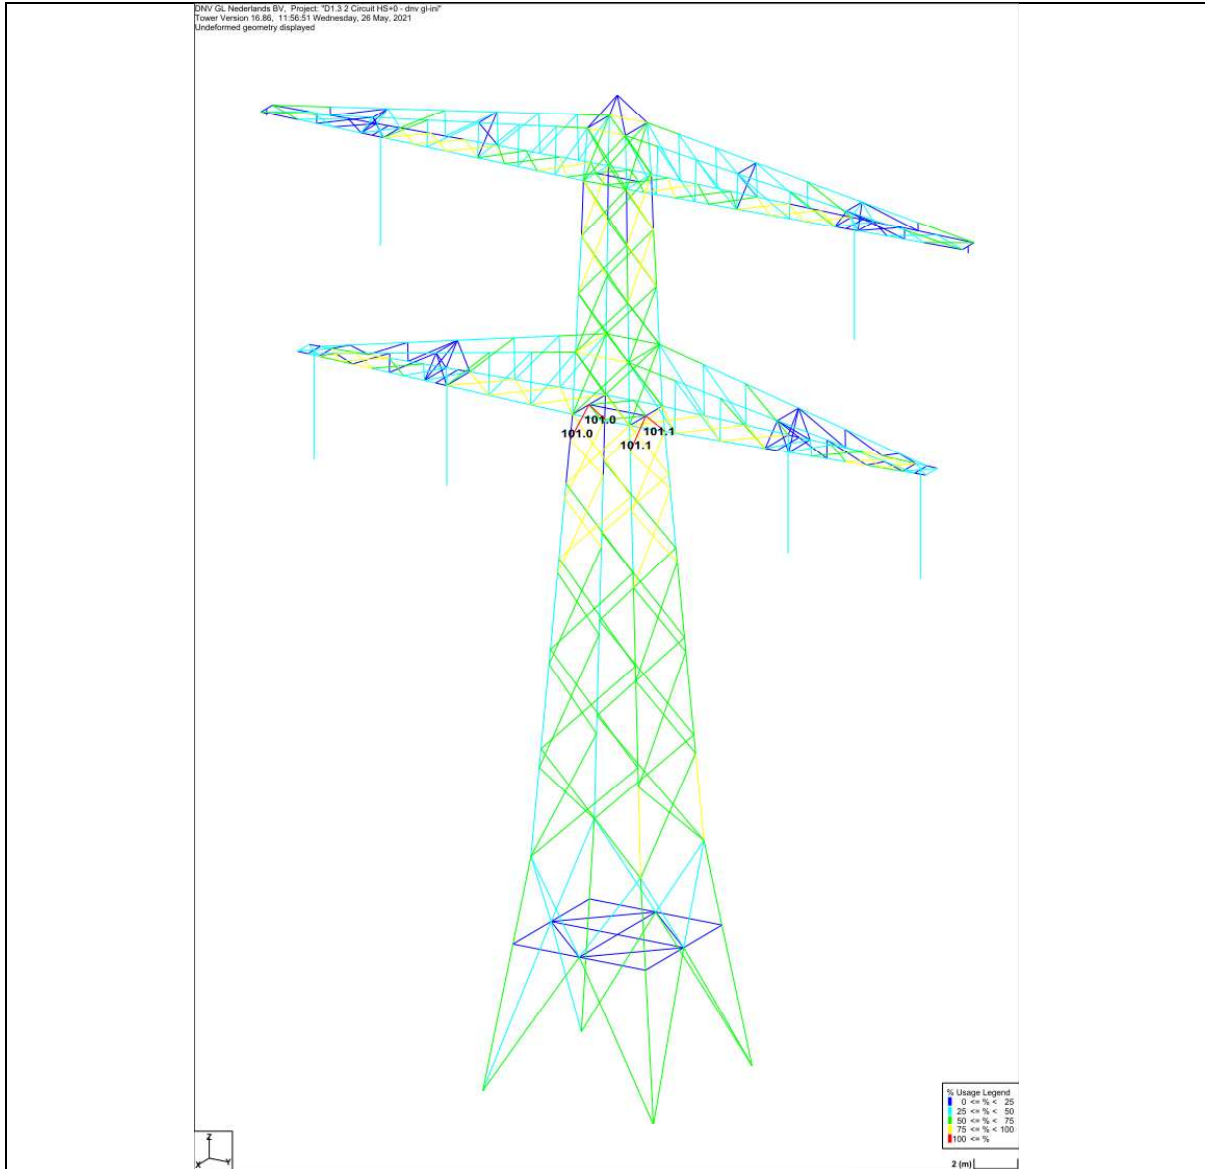 DNV GL Nederlands BV, Project: "D1.3 2 Circuit HS+0 - dnv gl-ini"
Tower Version 16.86, 11:56:51 Wednesday, 26 May, 2021
Undeformed geometry displayed
101.0
101.0
101.1
101.1
% Usage Legend
0 <= % < 25
25 <= % < 50
50 <= % < 75
75 <= % < 100
100 <= %
Z
X
Y
2 (m)